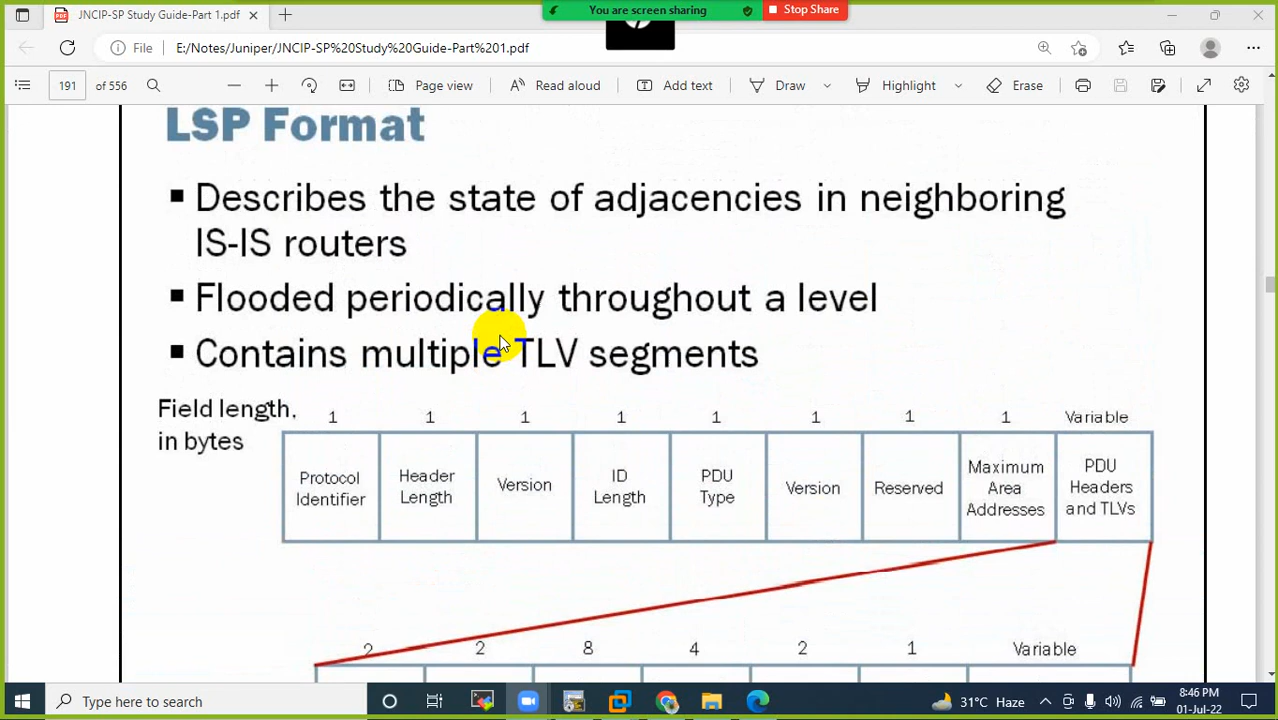 JNCIP-SP Study Guide-Part 1.pdf
You are screen sharing
Stop Share
File
E:/Notes/Juniper/JNCIP-SP%20Study%20Guide-Part%201.pdf
191
of 556
Page view
Read aloud
Add text
Draw
Highlight
Erase
LSP Format
Describes the state of adjacencies in neighboring
IS-IS routers
Flooded periodically throughout a level
Contains multiple TLV segments
Field length,
in bytes
1 1 1 1 1 1 1 1 Variable
Protocol Identifier
Header Length
Version
ID Length
PDU Type
Version
Reserved
Maximum Area Addresses
PDU Headers and TLVs
2 2 8 4 2 1 Variable
Type here to search
31°C Haze
8:46 PM
01-Jul-22